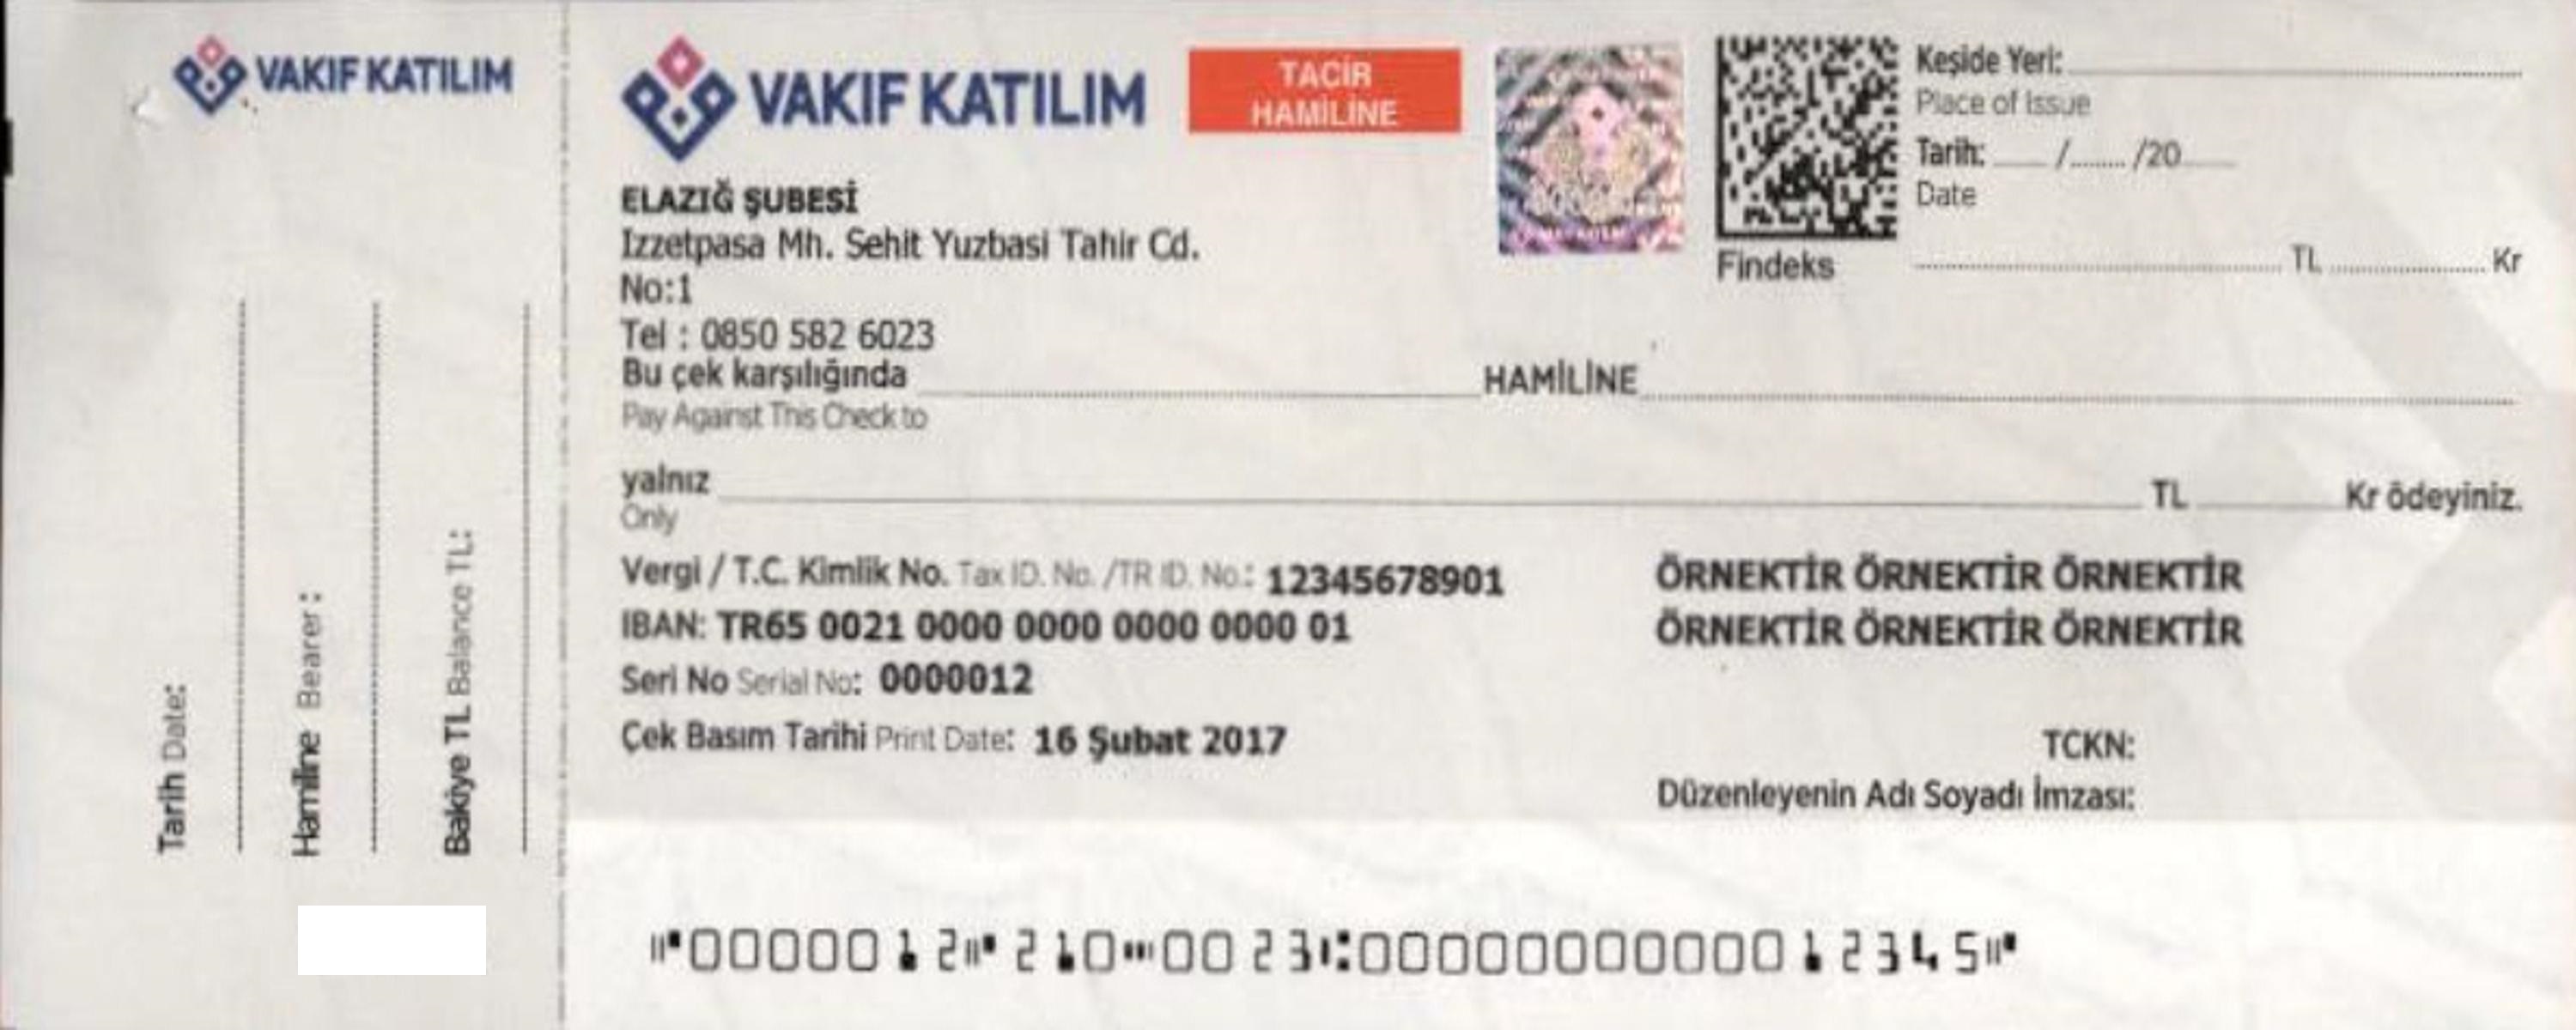 VAKIF KATILIM
Tarih Date:
Hamiline Bearer:
Bakiye TL Balance TL:
VAKIF KATILIM
TACİR
HAMİLİNE
ELAZIĞ ŞUBESİ
Izzetpasa Mh. Sehit Yuzbasi Tahir Cd.
No:1
Tel : 0850 582 6023
Findeks
Keşide Yeri:
Place of Issue
Tarih: / /20
Date
TL Kr
Bu çek karşılığında HAMİLİNE
Pay Against This Check to
yalnız TL Kr ödeyiniz.
Only
Vergi / T.C. Kimlik No. Tax ID. No. /TR ID. No.: 12345678901
IBAN: TR65 0021 0000 0000 0000 0000 01
Seri No Serial No: 0000012
Çek Basım Tarihi Print Date: 16 Şubat 2017
ÖRNEKTİR ÖRNEKTİR ÖRNEKTİR
ÖRNEKTİR ÖRNEKTİR ÖRNEKTİR
TCKN:
Düzenleyenin Adı Soyadı İmzası:
⑈0000012⑈210⑉0023⑆0000000000012345⑈